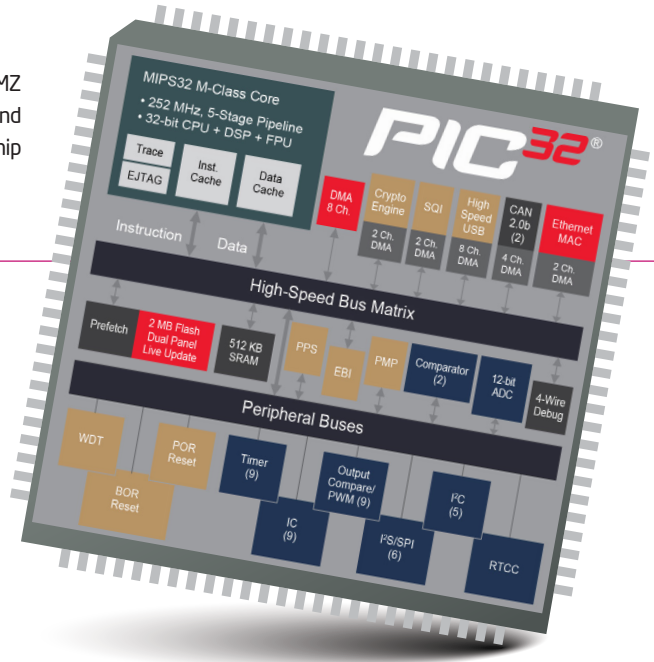 MZ
nd
hip
MIPS32 M-Class Core
• 252 MHz, 5-Stage Pipeline
• 32-bit CPU + DSP + FPU
Trace
EJTAG
Inst.
Cache
Data
Cache
PIC32®
DMA
8 Ch.
Crypto
Engine
2 Ch.
DMA
SQI
2 Ch.
DMA
High
Speed
USB
8 Ch.
DMA
CAN
2.0b
(2)
4 Ch.
DMA
Ethernet
MAC
2 Ch.
DMA
Instruction
Data
High-Speed Bus Matrix
Prefetch
2 MB Flash
Dual Panel
Live Update
512 KB
SRAM
PPS
EBI
PMP
Comparator
(2)
12-bit
ADC
4-Wire
Debug
Peripheral Buses
WDT
BOR
Reset
POR
Reset
Timer
(9)
IC
(9)
Output
Compare/
PWM (9)
I²S/SPI
(6)
I²C
(5)
RTCC